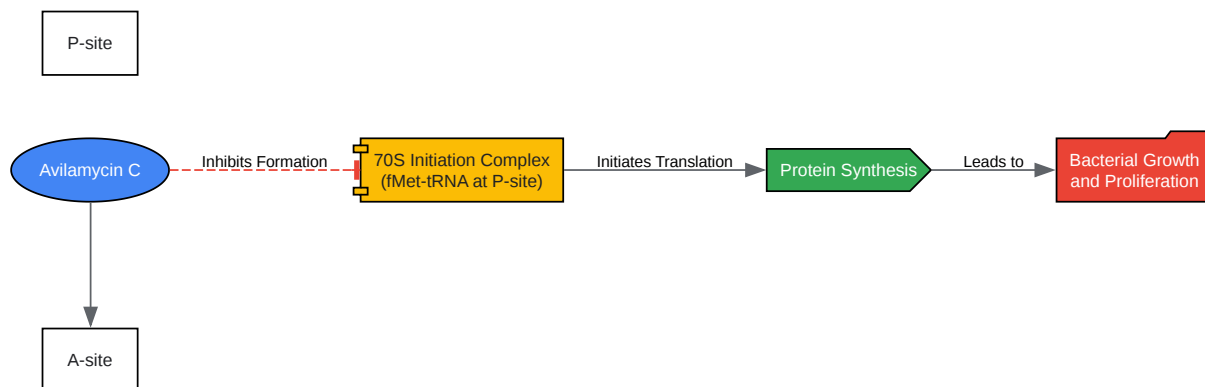 P-site
Avilamycin C
Inhibits Formation
70S Initiation Complex
(fMet-tRNA at P-site)
Initiates Translation
Protein Synthesis
Leads to
Bacterial Growth
and Proliferation
A-site